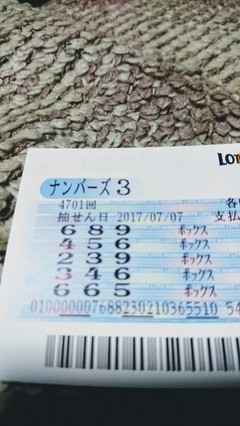 LOT
ナンバーズ3
4701回 各
抽せん日 2017/07/07 支払
689 ボックス
456 ボックス
239 ボックス
346 ボックス
665 ボックス
01000000768823021036551０ 54